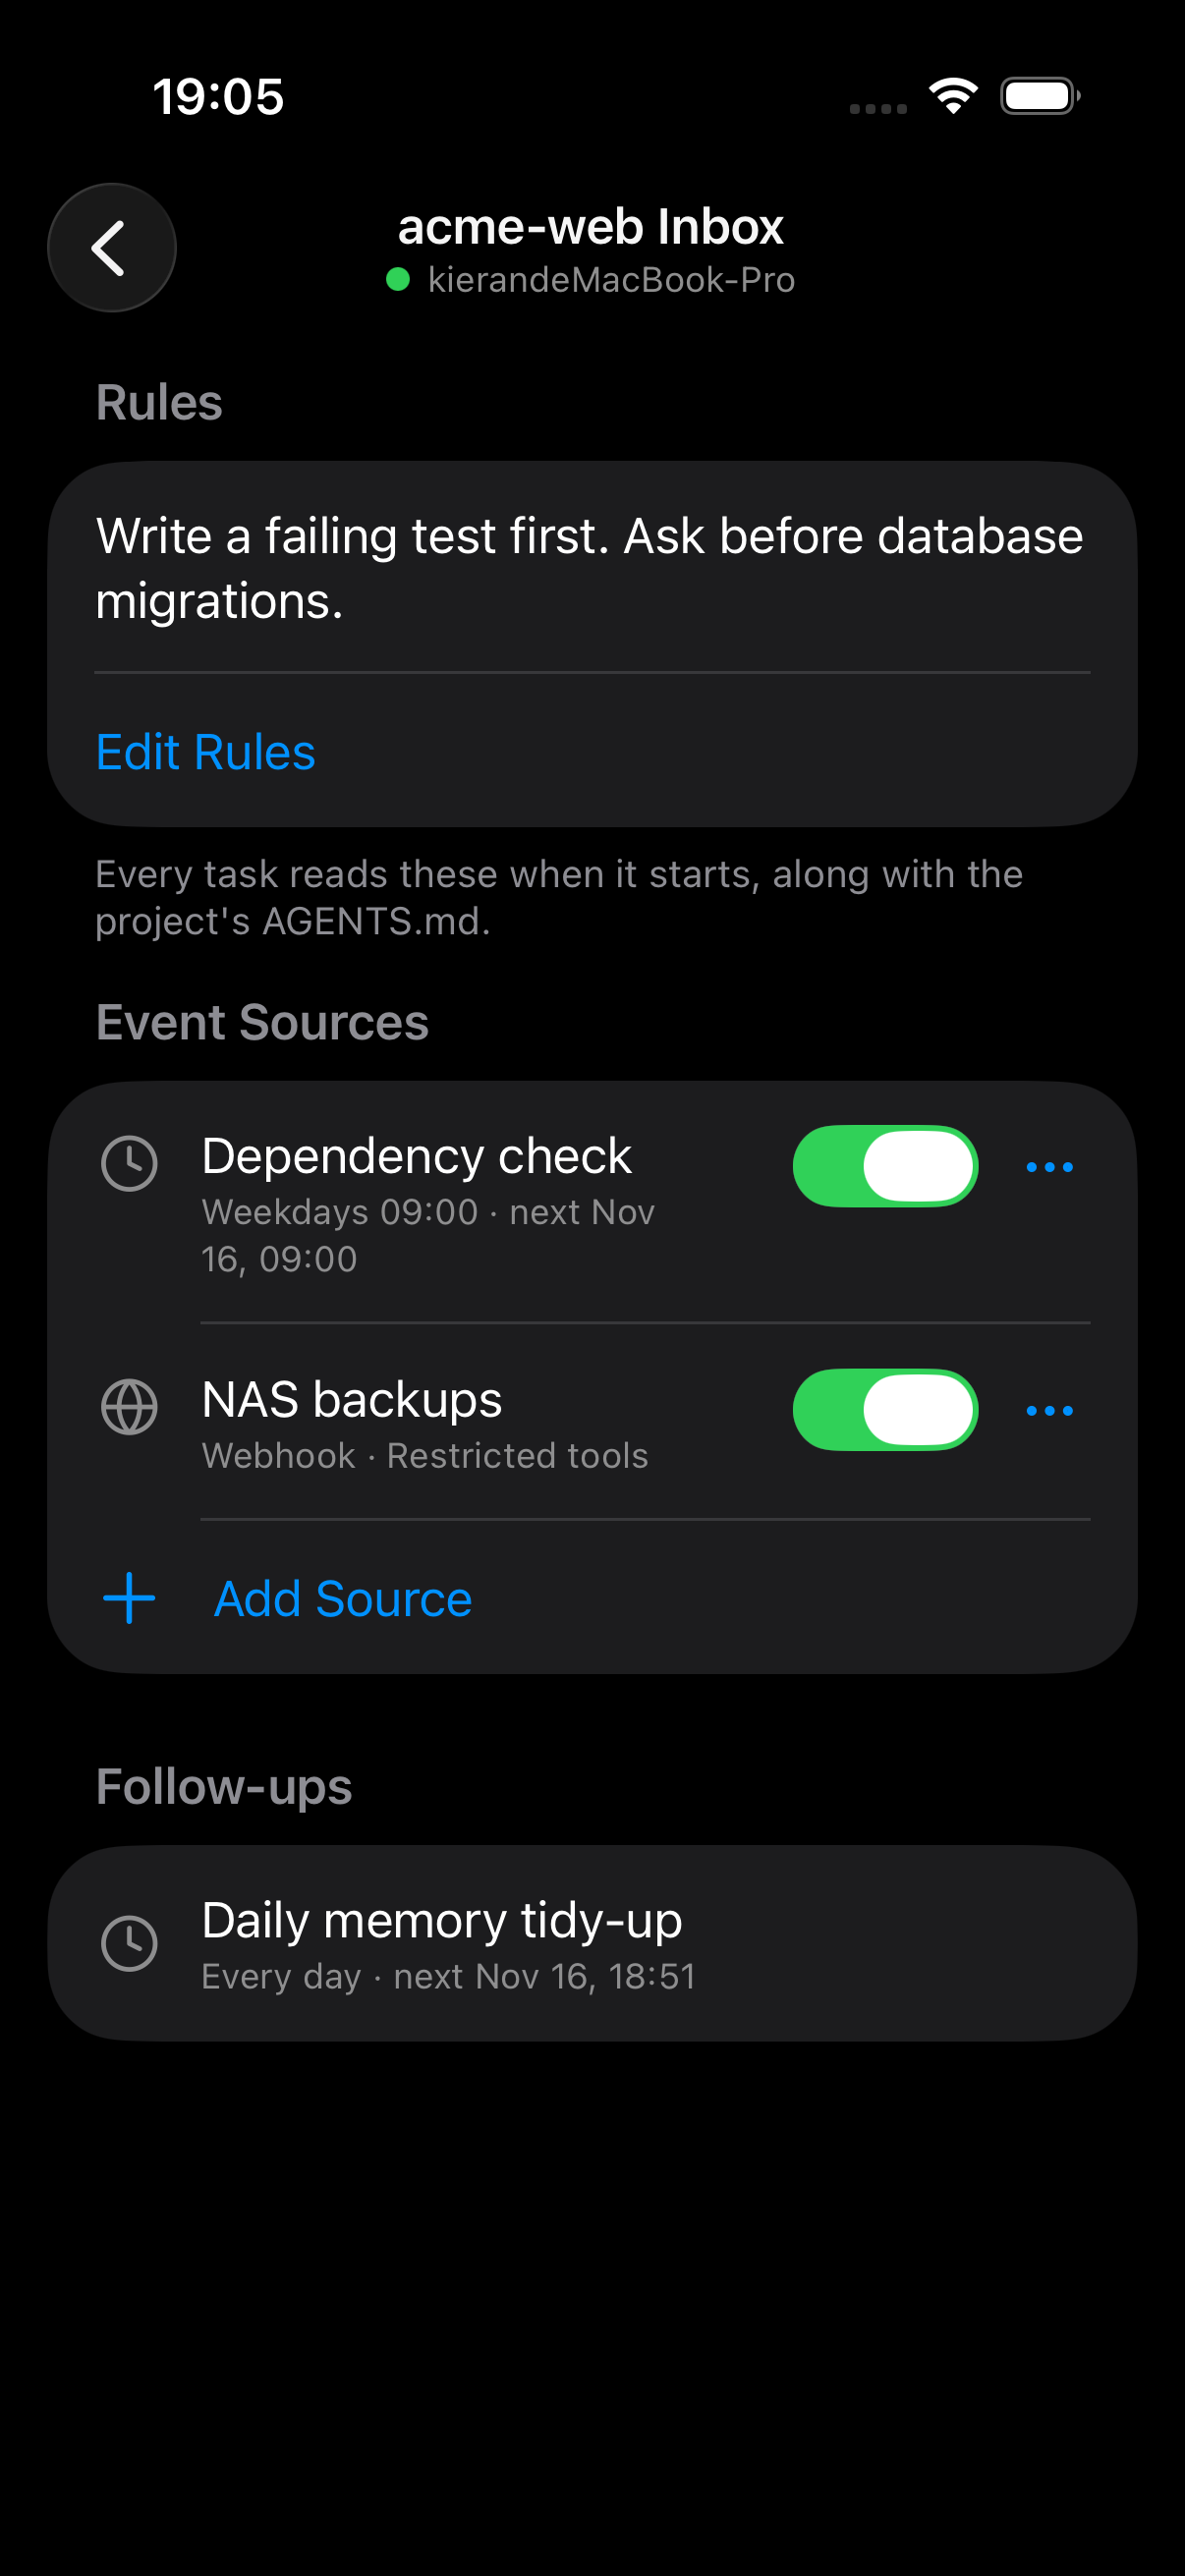 19:05
acme-web Inbox
kierandeMacBook-Pro
Rules
Write a failing test first. Ask before database
migrations.
Edit Rules
Every task reads these when it starts, along with the
project's AGENTS.md.
Event Sources
Dependency check
Weekdays 09:00 · next Nov
16, 09:00
NAS backups
Webhook · Restricted tools
Add Source
Follow-ups
Daily memory tidy-up
Every day · next Nov 16, 18:51